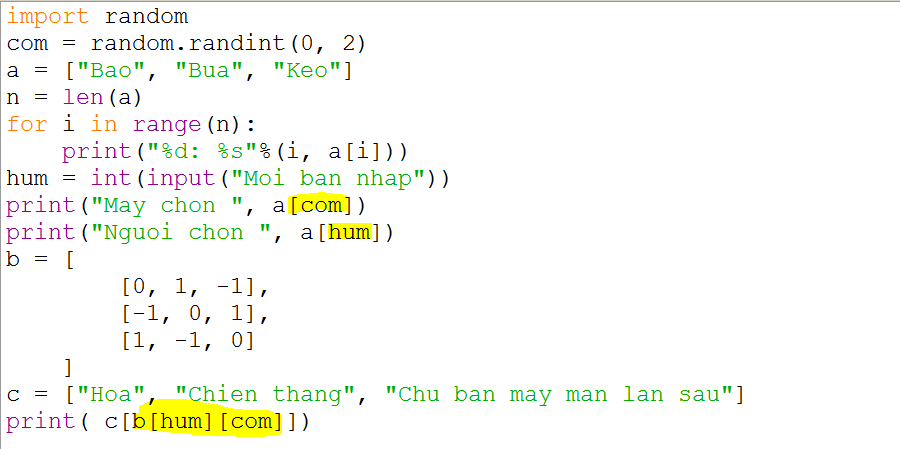 import random
com = random.randint(0, 2)
a = ["Bao", "Bua", "Keo"]
n = len(a)
for i in range(n):
    print("%d: %s"%(i, a[i]))
hum = int(input("Moi ban nhap"))
print("May chon ", a[com])
print("Nguoi chon ", a[hum])
b = [
        [0, 1, -1],
        [-1, 0, 1],
        [1, -1, 0]
    ]
c = ["Hoa", "Chien thang", "Chu ban may man lan sau"]
print( c[b[hum][com]])